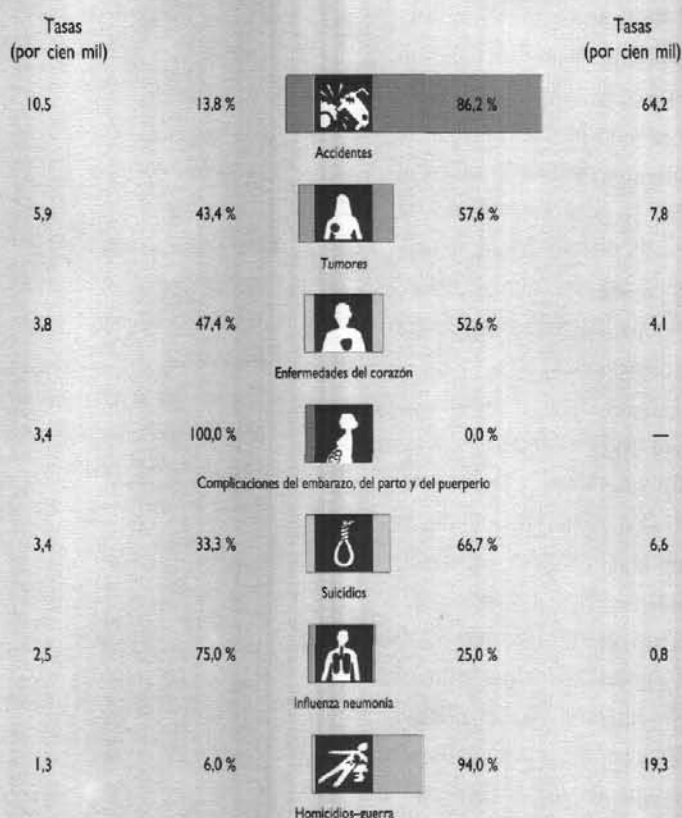 Tasas Tasas
(por cien mil) (por cien mil)
10.5 13,8 % 86,2 % 64,2
Accidentes
5,9 43,4 % 57,6 % 7,8
Tumores
3,8 47,4 % 52,6 % 4,1
Enfermedades del corazón
3,4 100,0 % 0,0 % —
Complicaciones del embarazo, del parto y del puerperio
3,4 33,3 % 66,7 % 6,6
Suicidios
2,5 75,0 % 25,0 % 0,8
Influenza neumonía
1,3 6,0 % 94,0 % 19,3
Homicidios–guerra